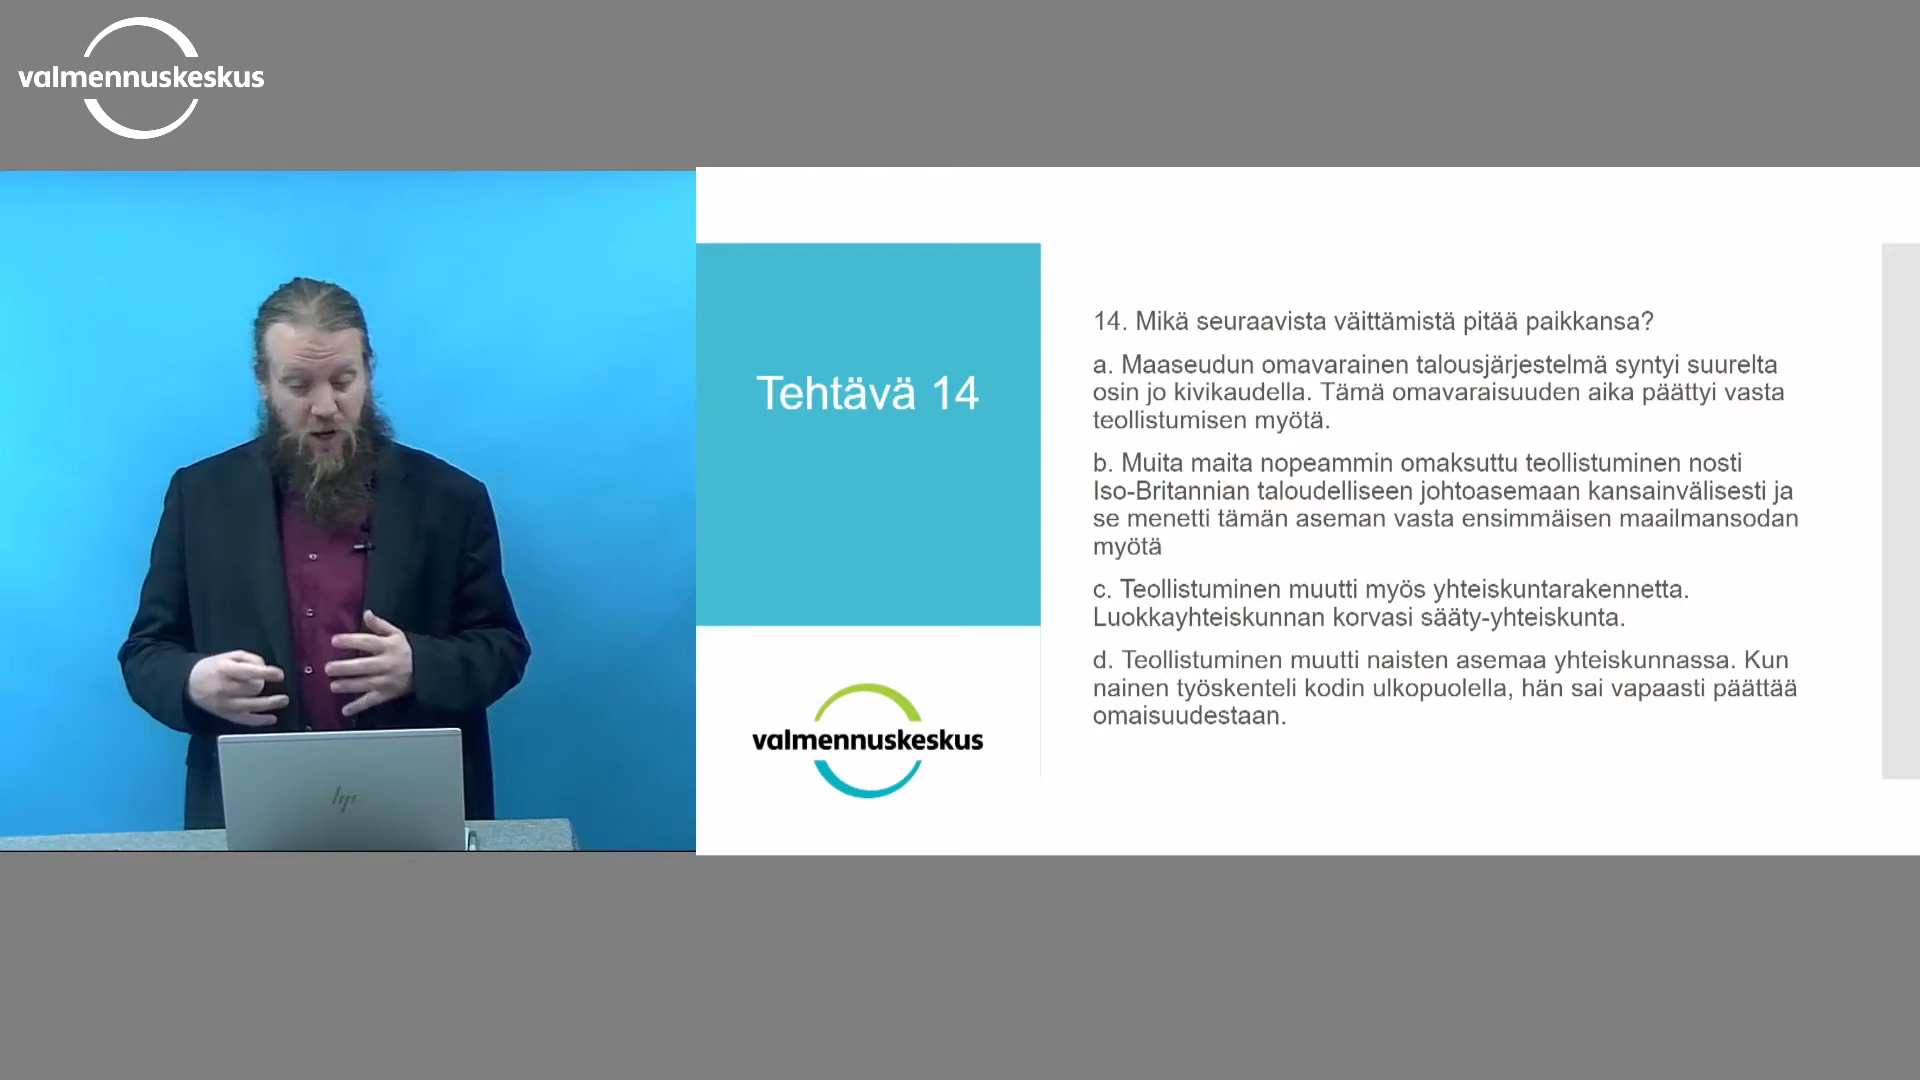 valmennuskeskus
Tehtävä 14
valmennuskeskus
14. Mikä seuraavista väittämistä pitää paikkansa?
a. Maaseudun omavarainen talousjärjestelmä syntyi suurelta
osin jo kivikaudella. Tämä omavaraisuuden aika päättyi vasta
teollistumisen myötä.
b. Muita maita nopeammin omaksuttu teollistuminen nosti
Iso-Britannian taloudelliseen johtoasemaan kansainvälisesti ja
se menetti tämän aseman vasta ensimmäisen maailmansodan
myötä
c. Teollistuminen muutti myös yhteiskuntarakennetta.
Luokkayhteiskunnan korvasi sääty-yhteiskunta.
d. Teollistuminen muutti naisten asemaa yhteiskunnassa. Kun
nainen työskenteli kodin ulkopuolella, hän sai vapaasti päättää
omaisuudestaan.
hp